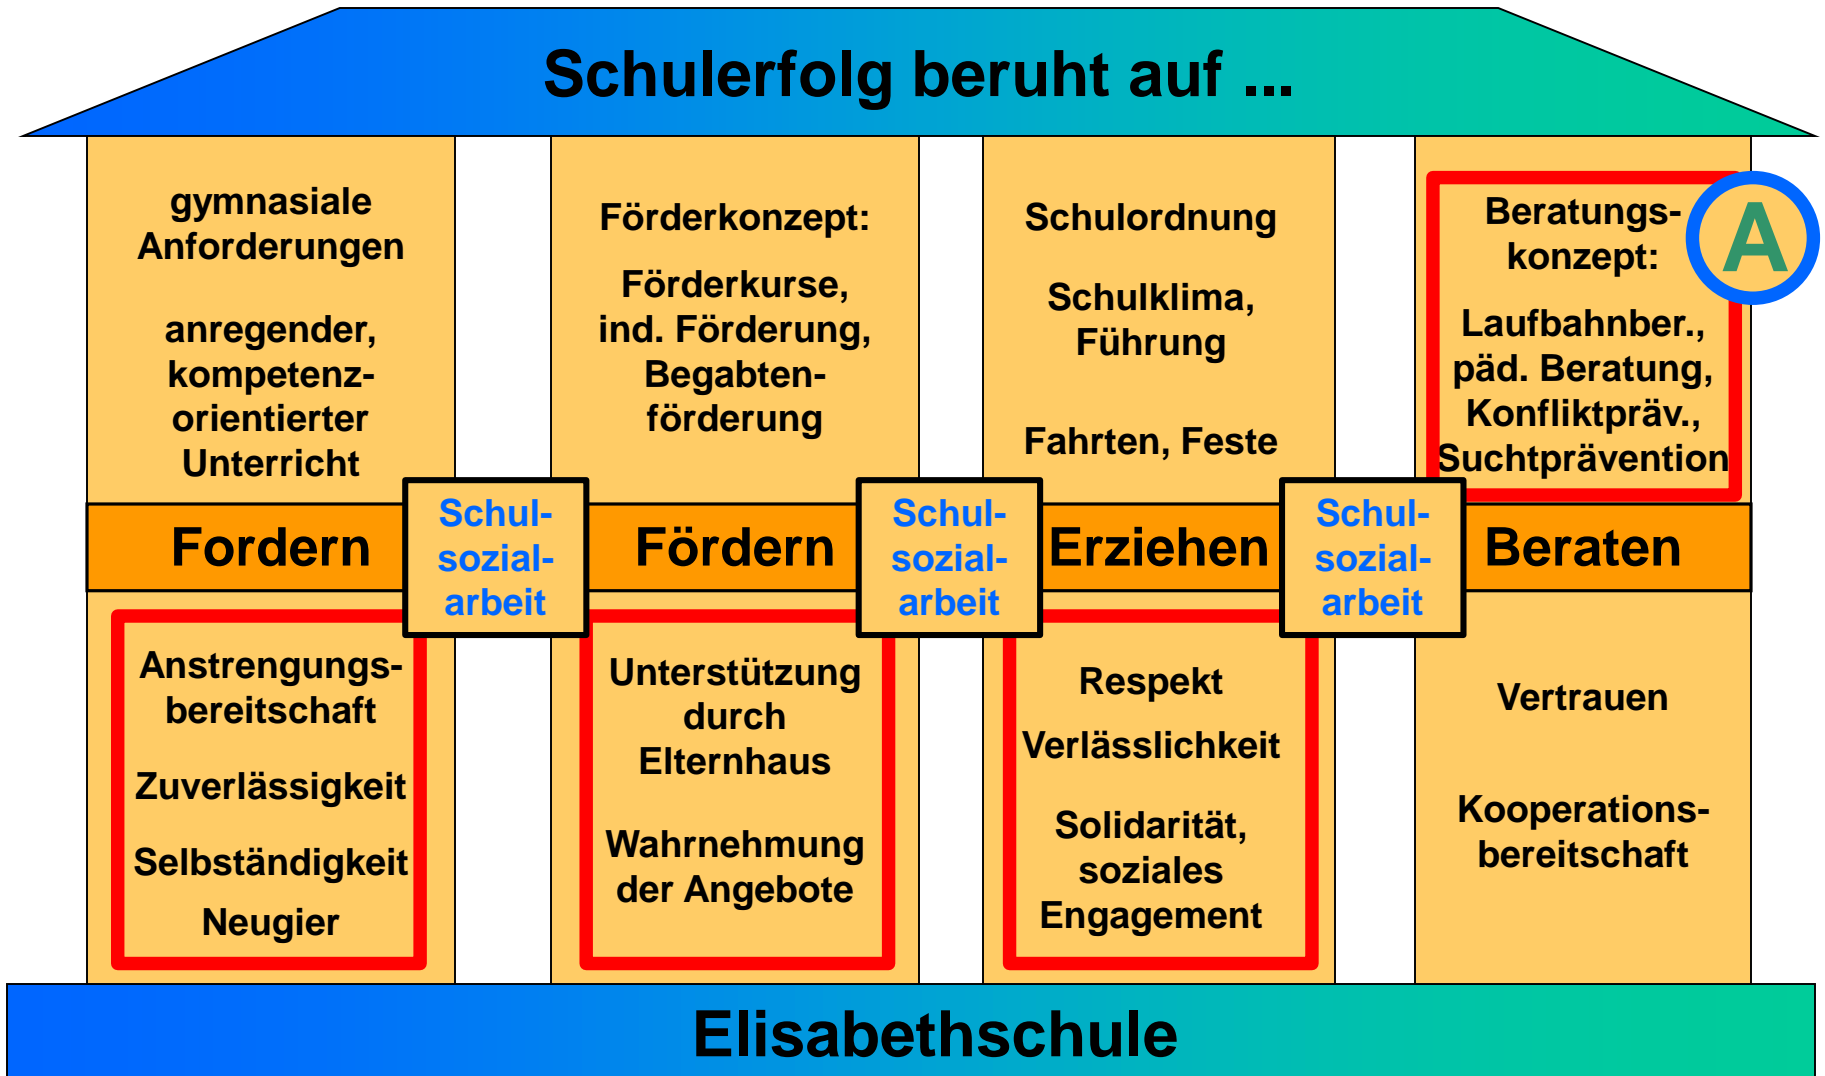 Schulerfolg beruht auf ...
gymnasiale
Anforderungen
anregender,
kompetenz-
orientierter
Unterricht
Förderkonzept:
Förderkurse,
ind. Förderung,
Begabten-
förderung
Schulordnung
Schulklima,
Führung
Fahrten, Feste
Beratungs-
konzept:
A
Laufbahnber.,
päd. Beratung,
Konfliktpräv.,
Suchtprävention
Fordern
Schul-
sozial-
arbeit
Fördern
Schul-
sozial-
arbeit
Erziehen
Schul-
sozial-
arbeit
Beraten
Anstrengungs-
bereitschaft
Zuverlässigkeit
Selbständigkeit
Neugier
Unterstützung
durch
Elternhaus
Wahrnehmung
der Angebote
Respekt
Verlässlichkeit
Solidarität,
soziales
Engagement
Vertrauen
Kooperations-
bereitschaft
Elisabethschule